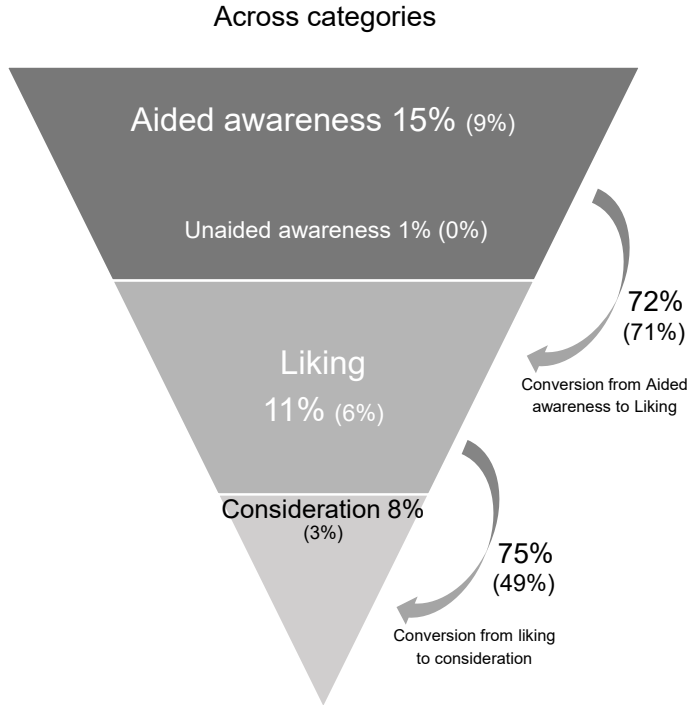 Across categories
Aided awareness 15% (9%)
Unaided awareness 1% (0%)
72%
(71%)
Conversion from Aided
awareness to Liking
Liking
11% (6%)
Consideration 8%
(3%)
75%
(49%)
Conversion from liking
to consideration